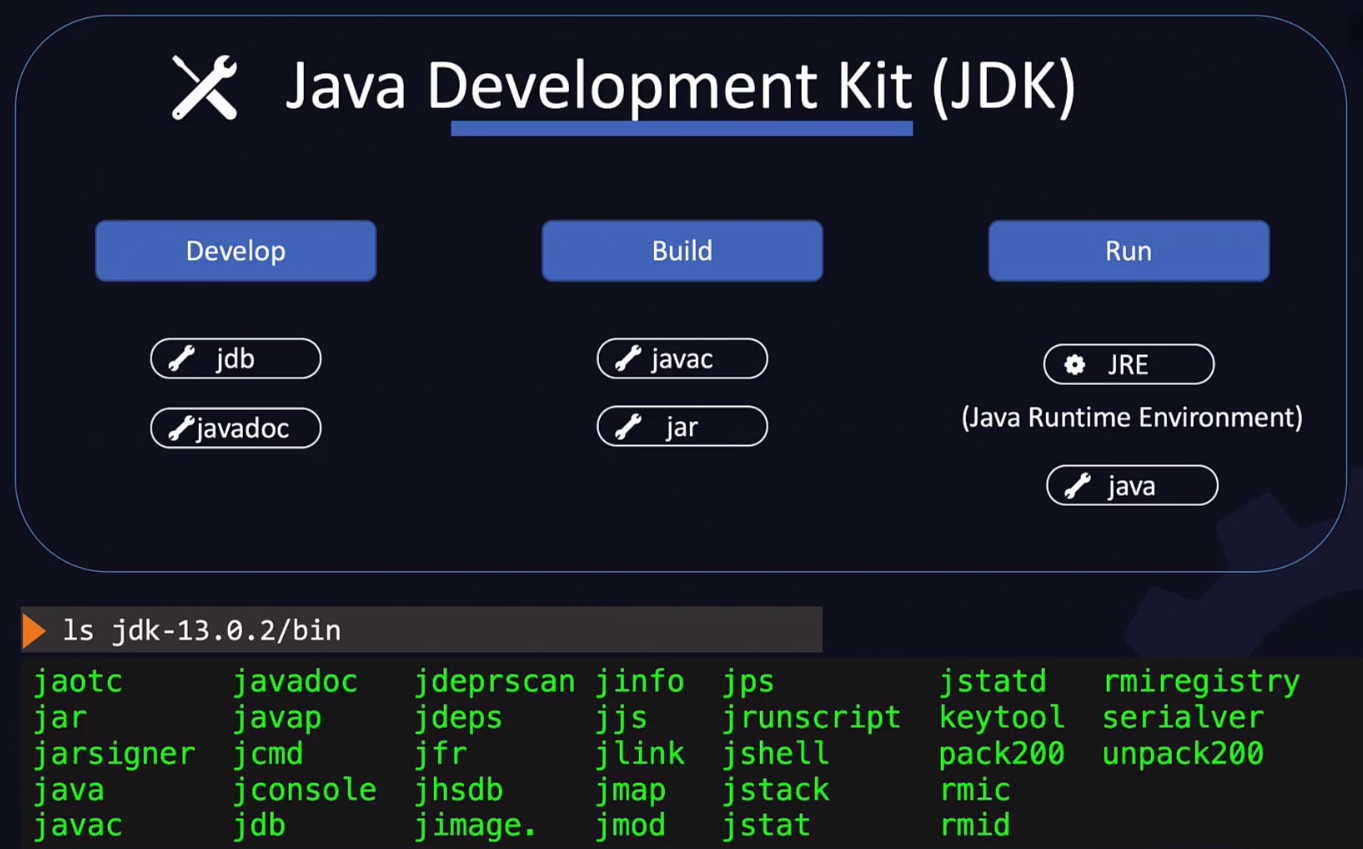 Java Development Kit (JDK)
Develop
Build
Run
jdb
javac
JRE
javadoc
jar
(Java Runtime Environment)
java
ls jdk-13.0.2/bin
jaotc javadoc jdeprscan jinfo jps jstatd rmiregistry
jar javap jdeps jjs jrunscript keytool serialver
jarsigner jcmd jfr jlink jshell pack200 unpack200
java jconsole jhsdb jmap jstack rmic
javac jdb jimage. jmod jstat rmid